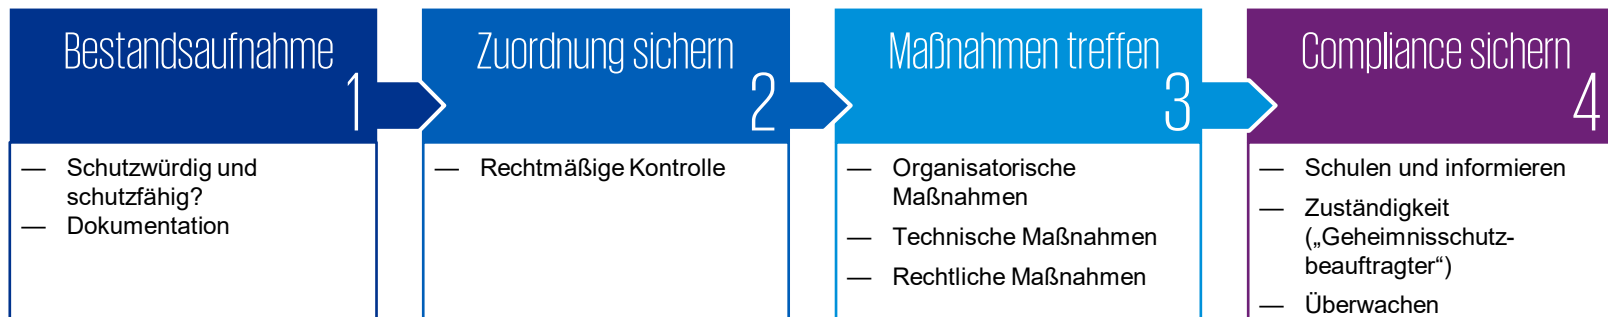 Bestandsaufnahme
1
— Schutzwürdig und
schutzfähig?
— Dokumentation
Zuordnung sichern
2
— Rechtmäßige Kontrolle
Maßnahmen treffen
3
— Organisatorische
Maßnahmen
— Technische Maßnahmen
— Rechtliche Maßnahmen
Compliance sichern
4
— Schulen und informieren
— Zuständigkeit
(„Geheimnisschutz-
beauftragter“)
— Überwachen